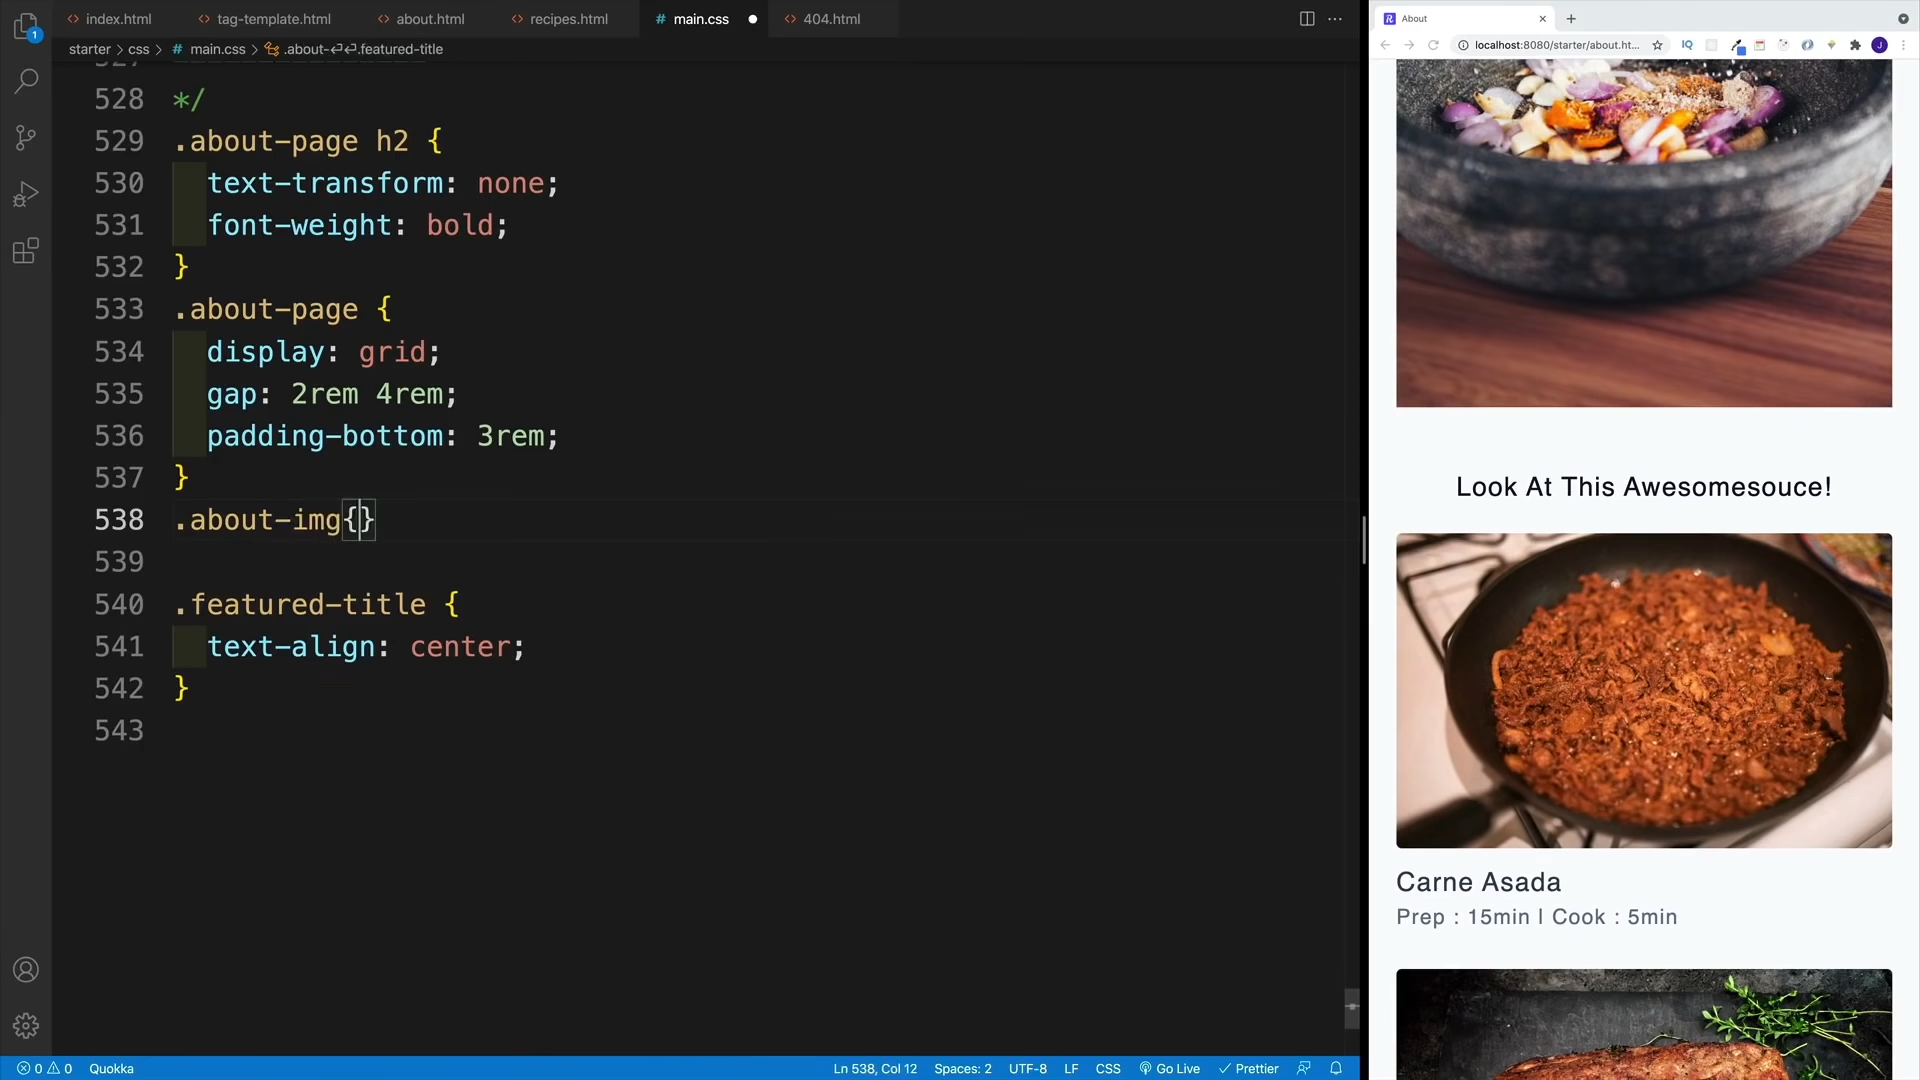 index.html tag-template.html about.html recipes.html # main.css 404.html
starter > css > # main.css > .about-↵↵.featured-title
528 */
529 .about-page h2 {
530 text-transform: none;
531 font-weight: bold;
532 }
533 .about-page {
534 display: grid;
535 gap: 2rem 4rem;
536 padding-bottom: 3rem;
537 }
538 .about-img{}
539
540 .featured-title {
541 text-align: center;
542 }
543
1
0 0 Quokka Ln 538, Col 12 Spaces: 2 UTF-8 LF CSS Go Live Prettier
About
localhost:8080/starter/about.ht...
IQ
J
Look At This Awesomesouce!
Carne Asada
Prep : 15min | Cook : 5min